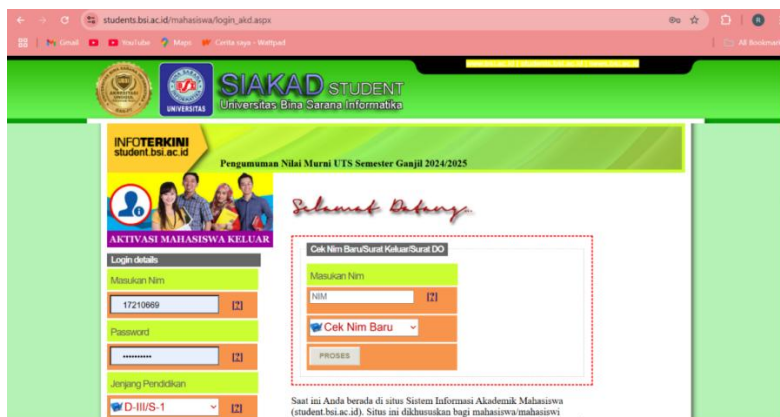 students.bsi.ac.id/mahasiswa/login_akd.aspx
Gmail YouTube Maps Cerita saya - Wattpad
All Bookmar
UNIVERSITAS
SIAKAD STUDENT
Universitas Bina Sarana Informatika
INFOTERKINI
student.bsi.ac.id
Pengumuman Nilai Murni UTS Semester Ganjil 2024/2025
Selamat Datang...
AKTIVASI MAHASISWA KELUAR
Login details
Masukan Nim
17210669 [?]
Password
•••••••••• [?]
Jenjang Pendidikan
D-III/S-1 [?]
Cek Nim Baru/Surat Keluar/Surat DO
Masukan Nim
NIM [?]
Cek Nim Baru
PROSES
Saat ini Anda berada di situs Sistem Informasi Akademik Mahasiswa
(student.bsi.ac.id). Situs ini dikhususkan bagi mahasiswa/mahasiswi